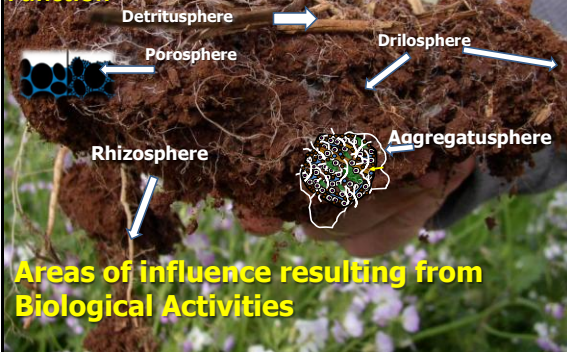 Detritusphere
Porosphere
Drilosphere
Aggregatusphere
Rhizosphere
Areas of influence resulting from
Biological Activities